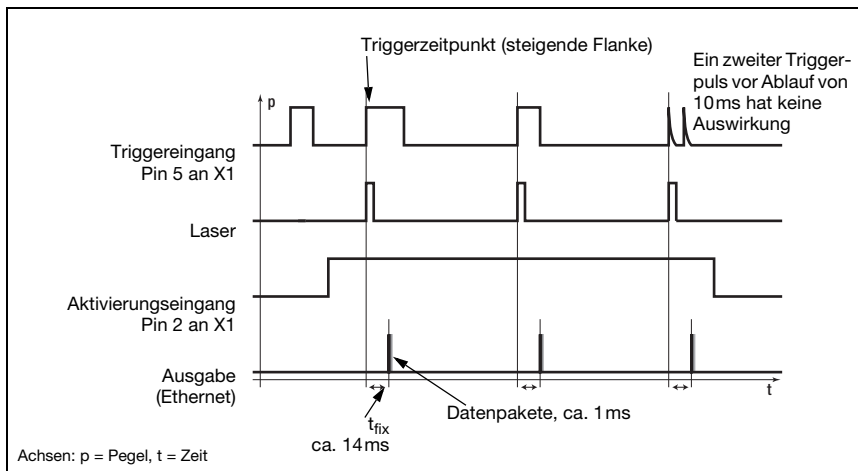 Triggerzeitpunkt (steigende Flanke)
Ein zweiter Trigger-
puls vor Ablauf von
10ms hat keine
Auswirkung
p
Triggereingang
Pin 5 an X1
Laser
Aktivierungseingang
Pin 2 an X1
Ausgabe
(Ethernet)
t
Datenpakete, ca. 1ms
tfix
ca. 14ms
Achsen: p = Pegel, t = Zeit